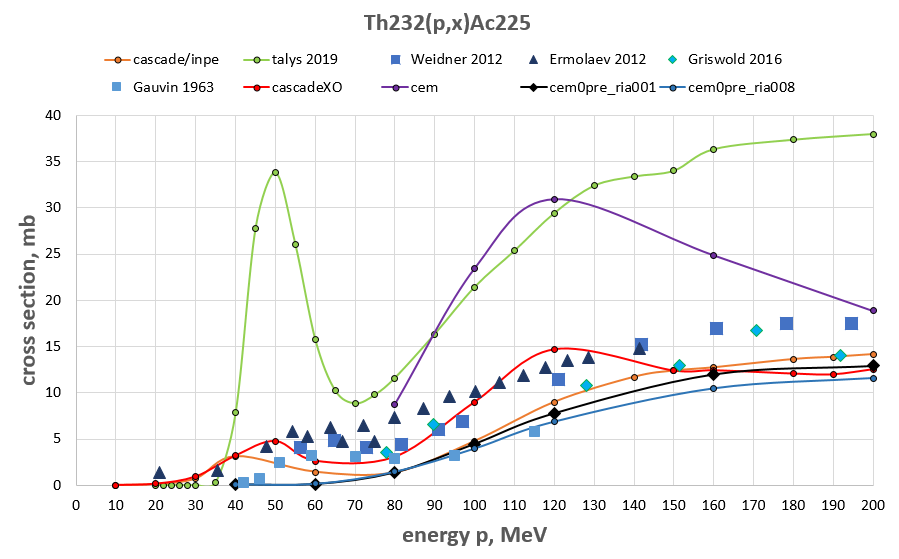 Th232(p,x)Ac225
cascade/inpe talys 2019 Weidner 2012 Ermolaev 2012 Griswold 2016
Gauvin 1963 cascadeXO cem cem0pre_ria001 cem0pre_ria008
cross section, mb
40
35
30
25
20
15
10
5
0
0 10 20 30 40 50 60 70 80 90 100 110 120 130 140 150 160 170 180 190 200
energy p, MeV